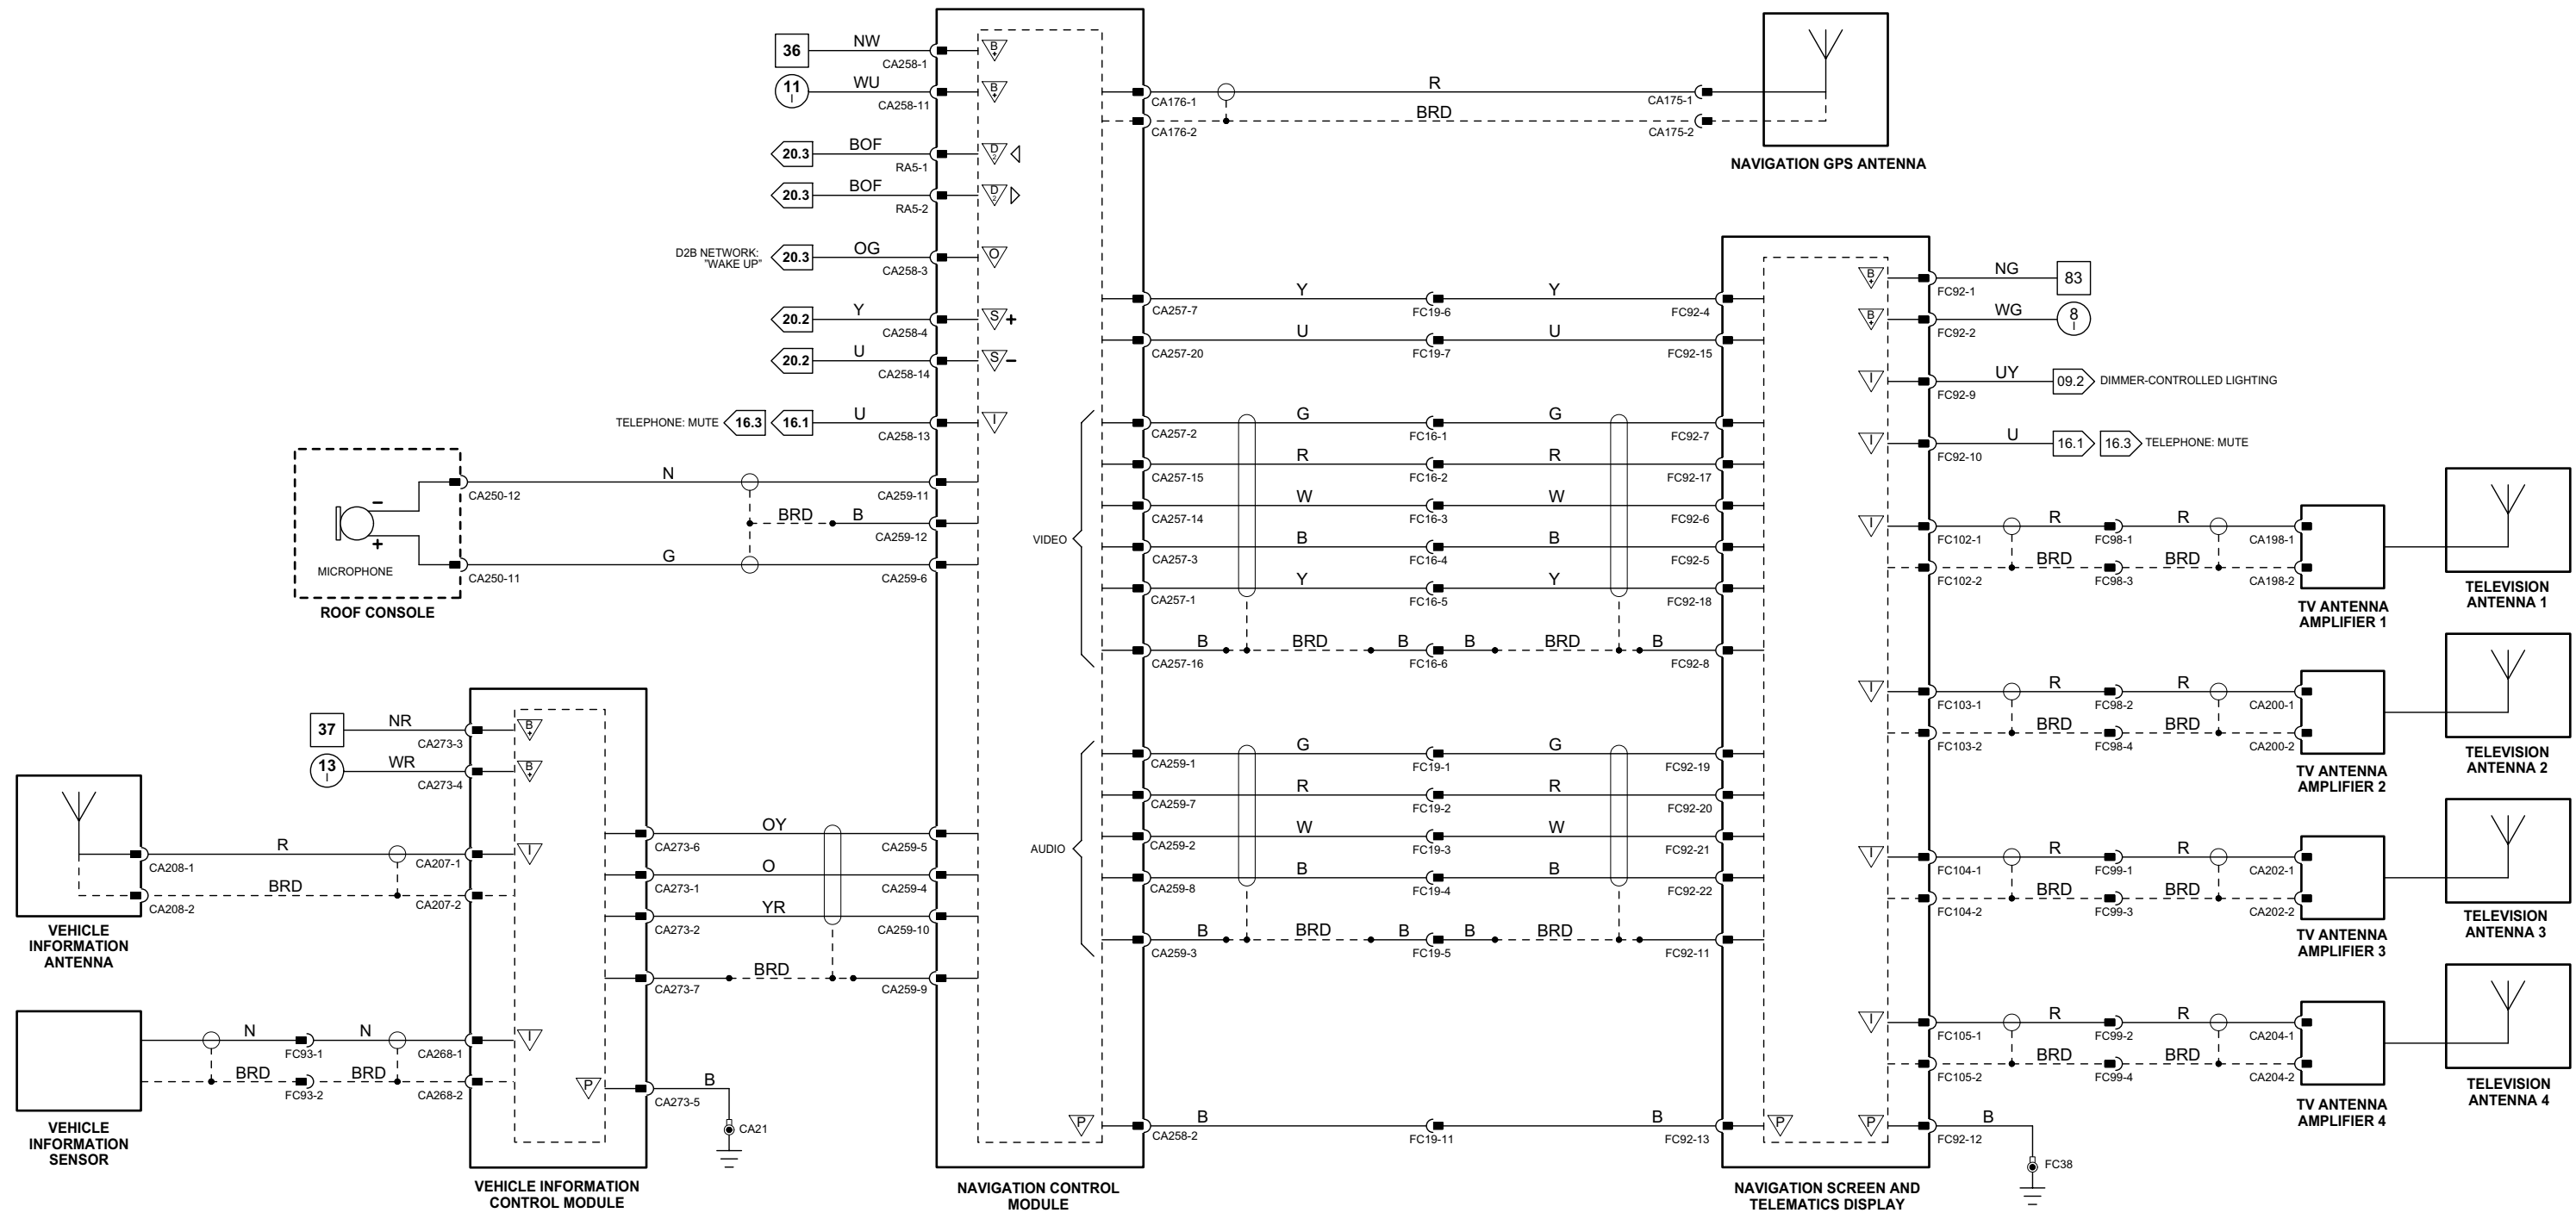 36
NW
CA258-1
B
+
11
I
WU
CA258-11
B
+
20.3
BOF
RA5-1
D
2
20.3
BOF
RA5-2
D
2
D2B NETWORK:
"WAKE UP"
20.3
OG
CA258-3
O
20.2
Y
CA258-4
S
+
20.2
U
CA258-14
S
–
TELEPHONE: MUTE
16.3
16.1
U
CA258-13
I
–
+
MICROPHONE
ROOF CONSOLE
CA250-12
N
CA259-11
BRD
B
CA259-12
CA250-11
G
CA259-6
37
NR
CA273-3
B
+
13
I
WR
CA273-4
B
+
CA208-1
R
CA207-1
I
CA208-2
BRD
CA207-2
VEHICLE
INFORMATION
ANTENNA
N
FC93-1
N
CA268-1
I
BRD
FC93-2
BRD
CA268-2
VEHICLE
INFORMATION
SENSOR
CA273-6
OY
CA259-5
CA273-1
O
CA259-4
CA273-2
YR
CA259-10
CA273-7
BRD
CA259-9
P
CA273-5
B
CA21
VEHICLE INFORMATION
CONTROL MODULE
CA176-1
R
CA175-1
CA176-2
BRD
CA175-2
NAVIGATION GPS ANTENNA
CA257-7
Y
FC19-6
Y
FC92-4
CA257-20
U
FC19-7
U
FC92-15
VIDEO
CA257-2
G
FC16-1
G
FC92-7
CA257-15
R
FC16-2
R
FC92-17
CA257-14
W
FC16-3
W
FC92-6
CA257-3
B
FC16-4
B
FC92-5
CA257-1
Y
FC16-5
Y
FC92-18
CA257-16
B
BRD
B
FC16-6
B
BRD
B
FC92-8
AUDIO
CA259-1
G
FC19-1
G
FC92-19
CA259-7
R
FC19-2
R
FC92-20
CA259-2
W
FC19-3
W
FC92-21
CA259-8
B
FC19-4
B
FC92-22
CA259-3
B
BRD
B
FC19-5
B
BRD
B
FC92-11
P
CA258-2
B
FC19-11
B
FC92-13
P
NAVIGATION CONTROL
MODULE
B
+
FC92-1
NG
83
B
+
FC92-2
WG
8
I
I
FC92-9
UY
09.2
DIMMER-CONTROLLED LIGHTING
I
FC92-10
U
16.1
16.3
TELEPHONE: MUTE
I
FC102-1
R
FC98-1
R
CA198-1
FC102-2
BRD
FC98-3
BRD
CA198-2
TV ANTENNA
AMPLIFIER 1
TELEVISION
ANTENNA 1
I
FC103-1
R
FC98-2
R
CA200-1
FC103-2
BRD
FC98-4
BRD
CA200-2
TV ANTENNA
AMPLIFIER 2
TELEVISION
ANTENNA 2
I
FC104-1
R
FC99-1
R
CA202-1
FC104-2
BRD
FC99-3
BRD
CA202-2
TV ANTENNA
AMPLIFIER 3
TELEVISION
ANTENNA 3
I
FC105-1
R
FC99-2
R
CA204-1
FC105-2
BRD
FC99-4
BRD
CA204-2
TV ANTENNA
AMPLIFIER 4
TELEVISION
ANTENNA 4
P
FC92-12
B
FC38
NAVIGATION SCREEN AND
TELEMATICS DISPLAY